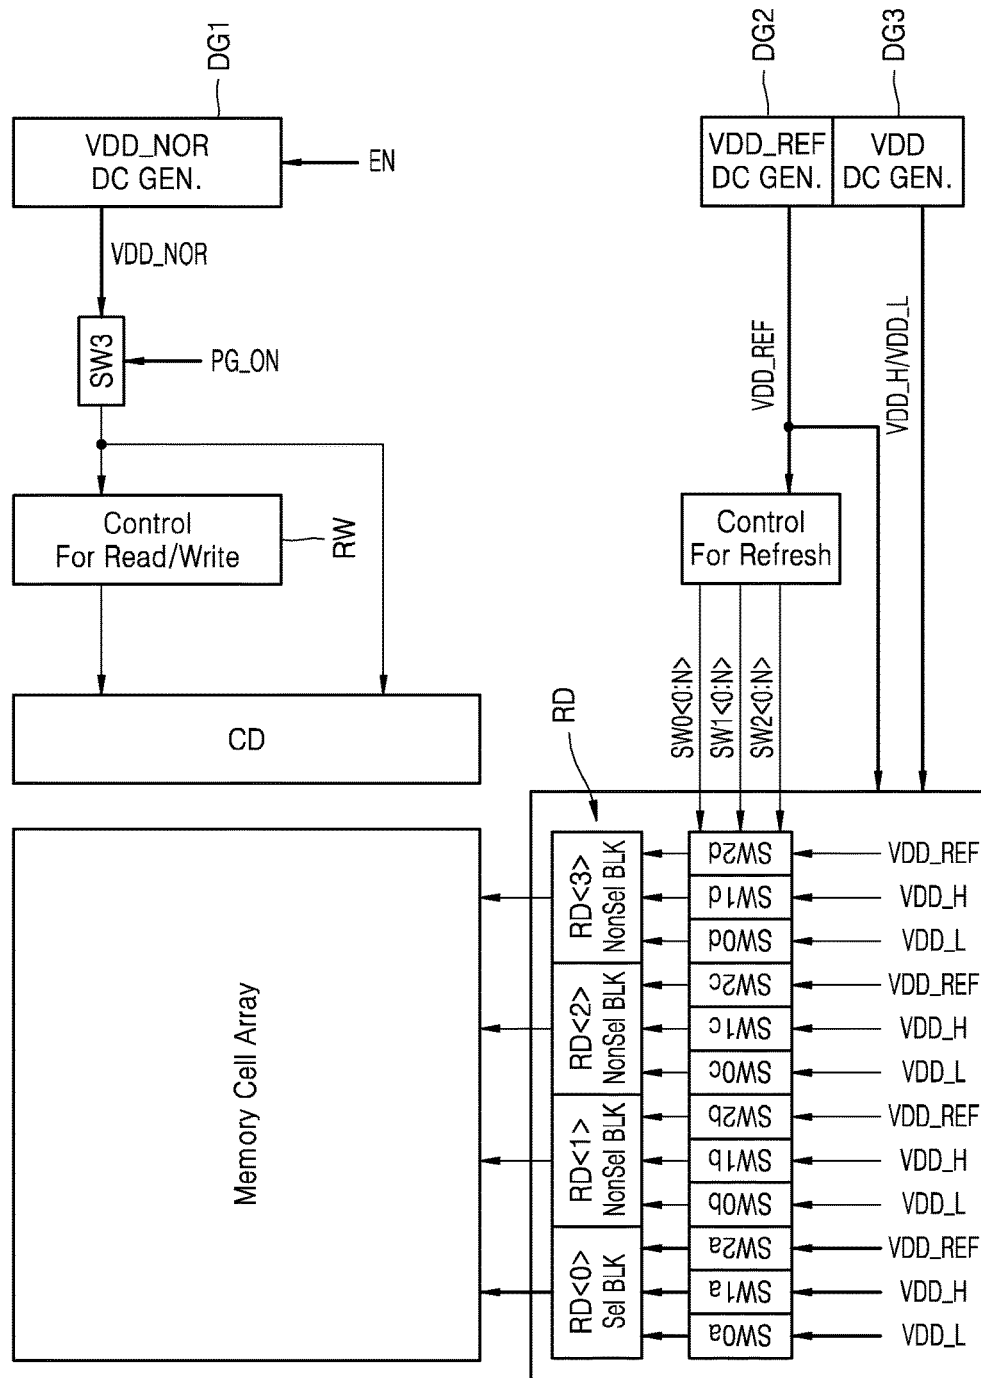 DG1
DG2
DG3
VDD_NOR
DC GEN.
EN
VDD_REF
DC GEN.
VDD
DC GEN.
VDD_NOR
SW3
PG_ON
VDD_REF
VDD_H/VDD_L
Control
For Read/Write
RW
Control
For Refresh
CD
RD
SW0<0:N>
SW1<0:N>
SW2<0:N>
Memory Cell Array
RD<3>
NonSel BLK
SW2d
VDD_REF
SW1d
VDD_H
SW0d
VDD_L
RD<2>
NonSel BLK
SW2c
VDD_REF
SW1c
VDD_H
SW0c
VDD_L
RD<1>
NonSel BLK
SW2b
VDD_REF
SW1b
VDD_H
SW0b
VDD_L
RD<0>
Sel BLK
SW2a
VDD_REF
SW1a
VDD_H
SW0a
VDD_L